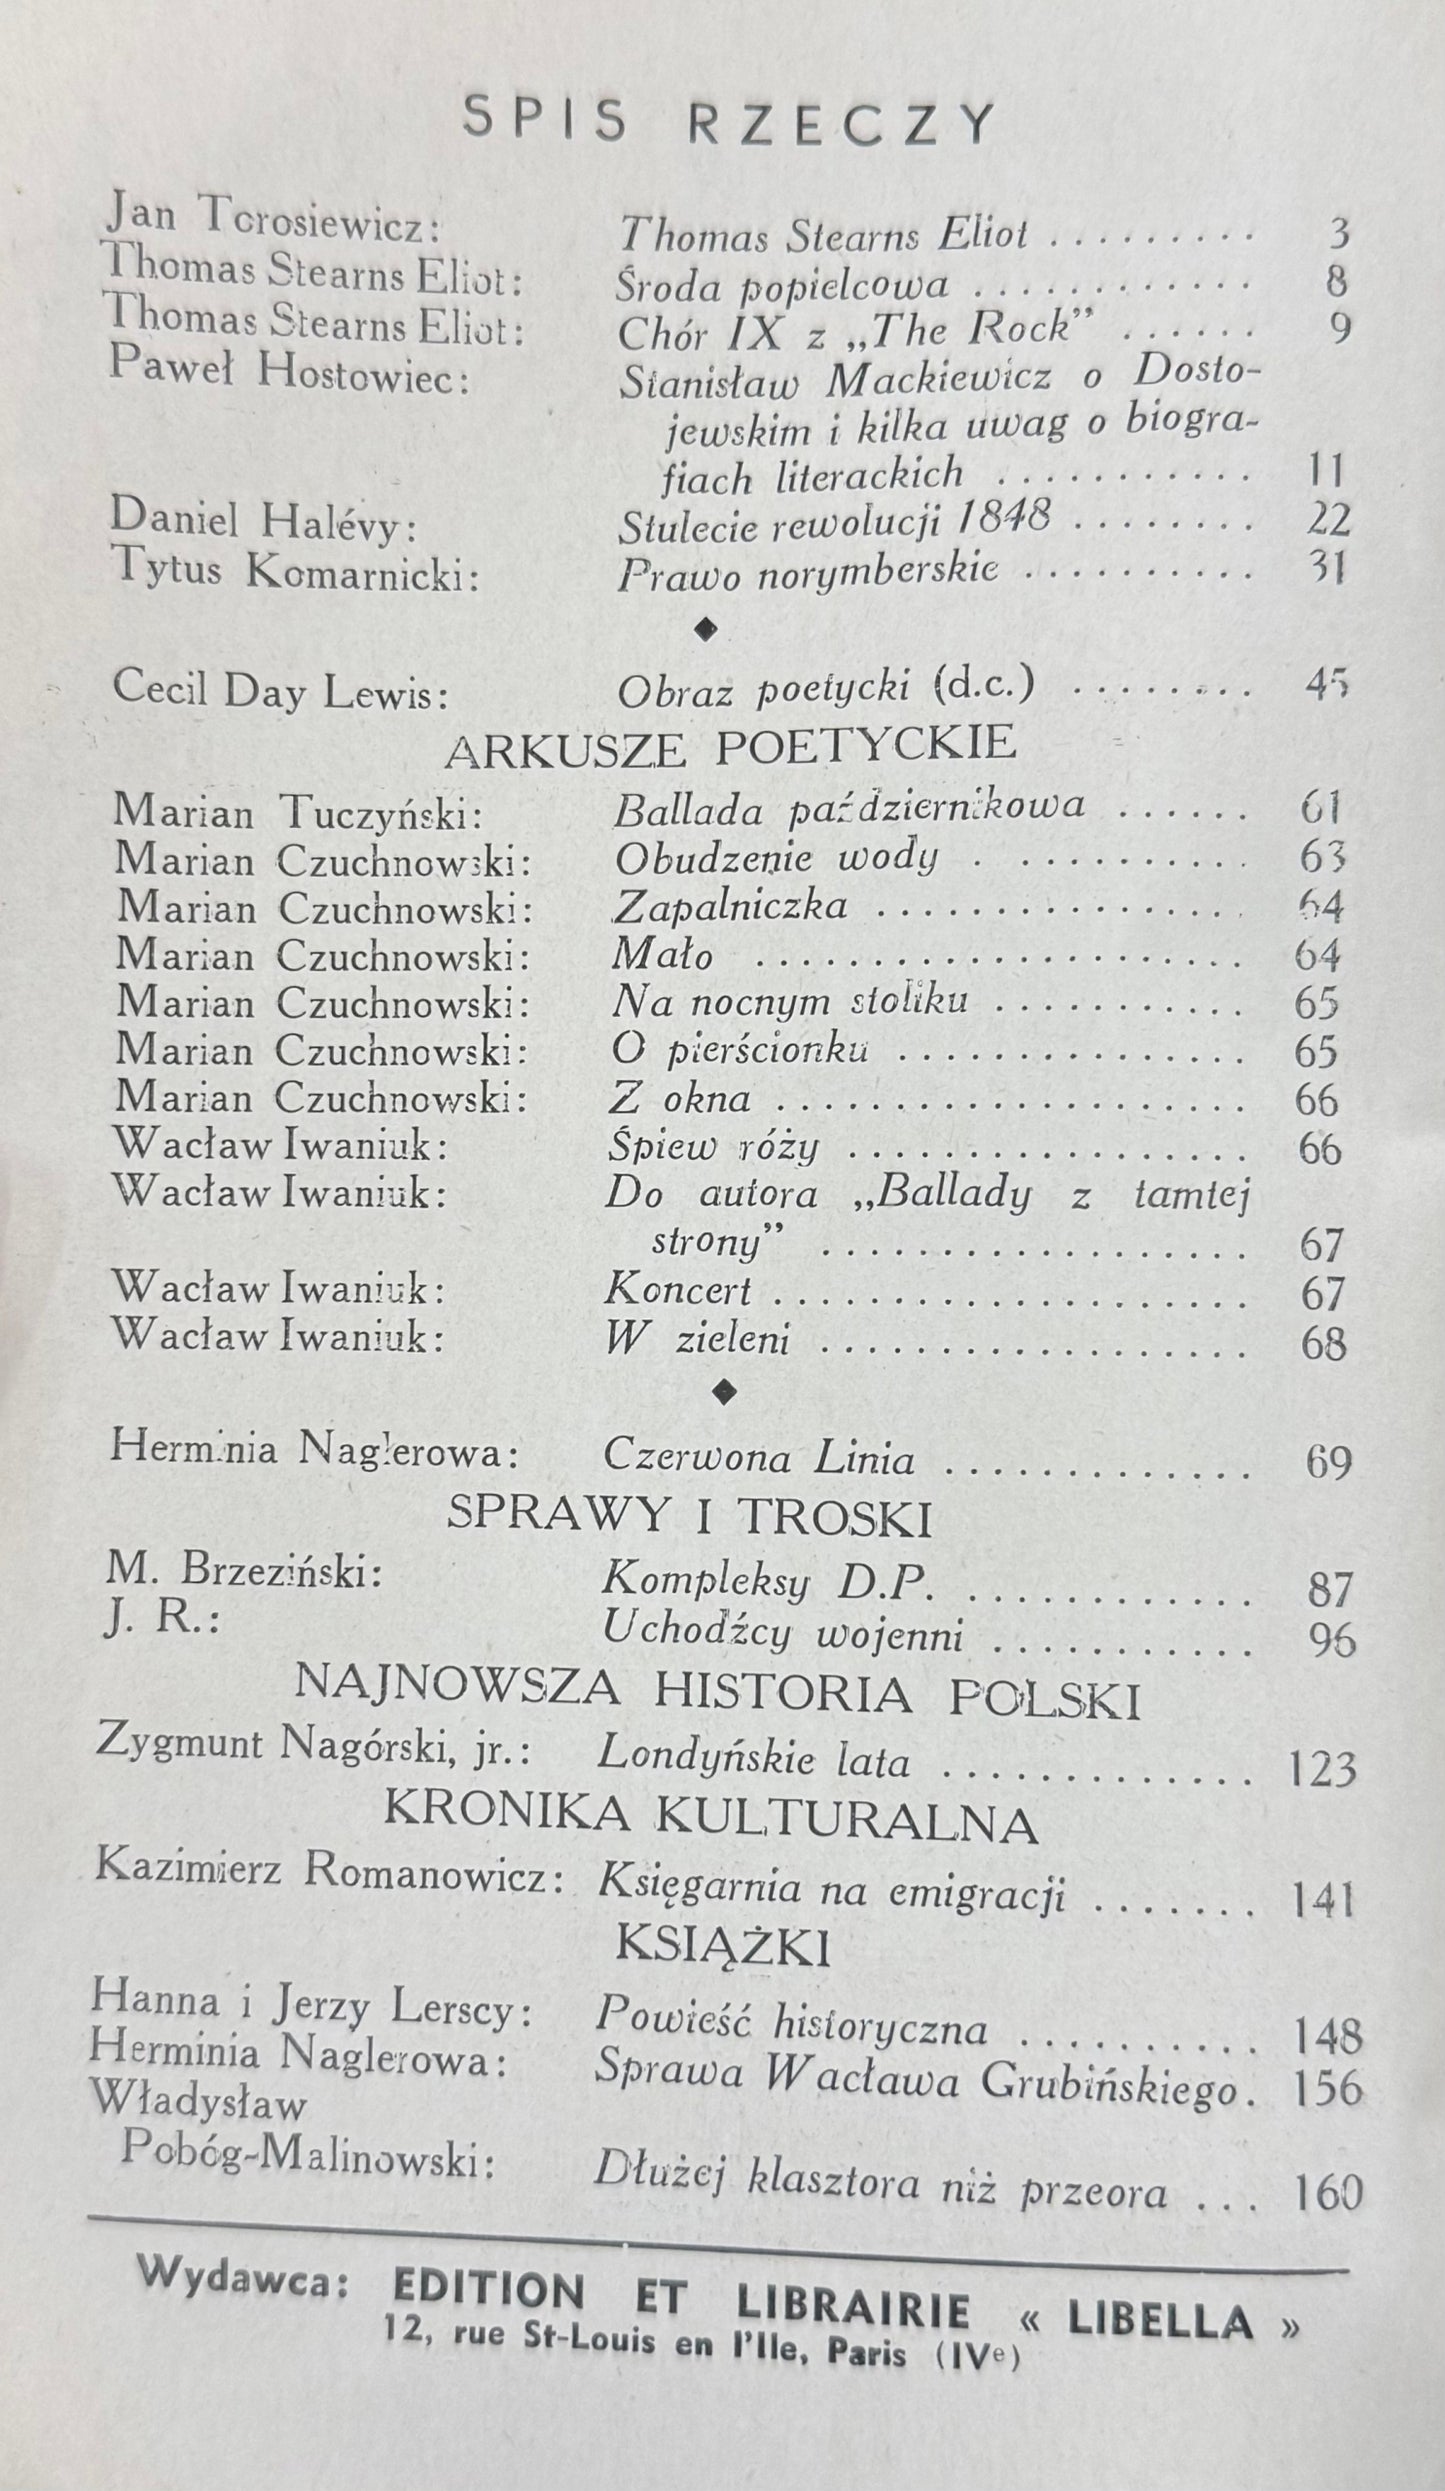 SPIS RZECZY
Jan Torosiewicz: Thomas Stearns Eliot ......... 3
Thomas Stearns Eliot: Środa popielcowa ............ 8
Thomas Stearns Eliot: Chór IX z „The Rock” ...... 9
Paweł Hostowiec: Stanisław Mackiewicz o Dosto-
jewskim i kilka uwag o biogra-
fiach literackich ........... 11
Daniel Halévy: Stulecie rewolucji 1848 ........ 22
Tytus Komarnicki: Prawo norymberskie .......... 31
◆
Cecil Day Lewis: Obraz poetycki (d.c.) ........ 45
ARKUSZE POETYCKIE
Marian Tuczyński: Ballada październikowa ...... 61
Marian Czuchnowski: Obudzenie wody . .......... 63
Marian Czuchnowski: Zapalniczka ................ 64
Marian Czuchnowski: Mało ..................... 64
Marian Czuchnowski: Na nocnym stoliku ........... 65
Marian Czuchnowski: O pierścionku ............... 65
Marian Czuchnowski: Z okna .................... 66
Wacław Iwaniuk: Śpiew róży ................. 66
Wacław Iwaniuk: Do autora „Ballady z tamtej
strony” .................. 67
Wacław Iwaniuk: Koncert .................... 67
Wacław Iwaniuk: W zieleni .................. 68
◆
Herminia Naglerowa: Czerwona Linia ............. 69
SPRAWY I TROSKI
M. Brzeziński: Kompleksy D.P. ............ 87
J. R.: Uchodźcy wojenni ........... 96
NAJNOWSZA HISTORIA POLSKI
Zygmunt Nagórski, jr.: Londyńskie lata ............. 123
KRONIKA KULTURALNA
Kazimierz Romanowicz: Księgarnia na emigracji ....... 141
KSIĄŻKI
Hanna i Jerzy Lerscy: Powieść historyczna .......... 148
Herminia Naglerowa: Sprawa Wacława Grubińskiego. 156
Władysław
Pobóg-Malinowski: Dłużej klasztora niż przeora ... 160
Wydawca: EDITION ET LIBRAIRIE « LIBELLA »
12, rue St-Louis en l'Ile, Paris (IVe)